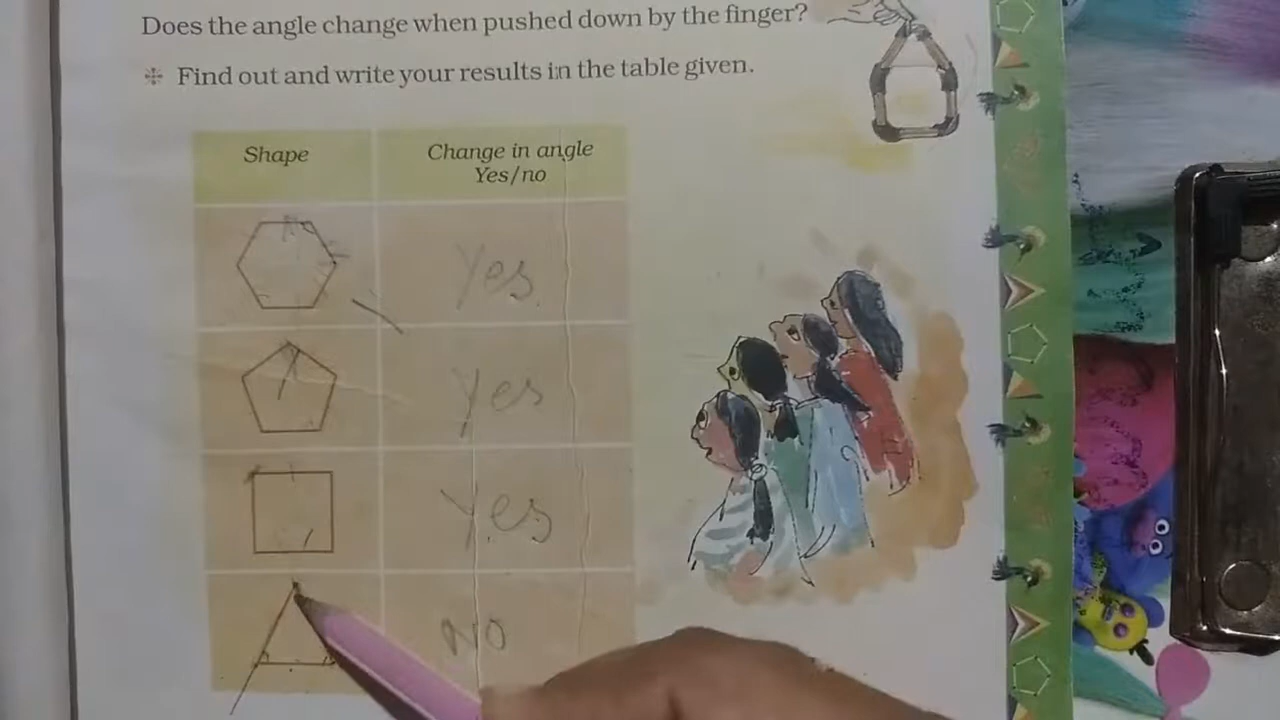 Does the angle change when pushed down by the finger?
Find out and write your results in the table given.
Shape
Change in angle
Yes/no
Yes.
Yes
Yes
NO